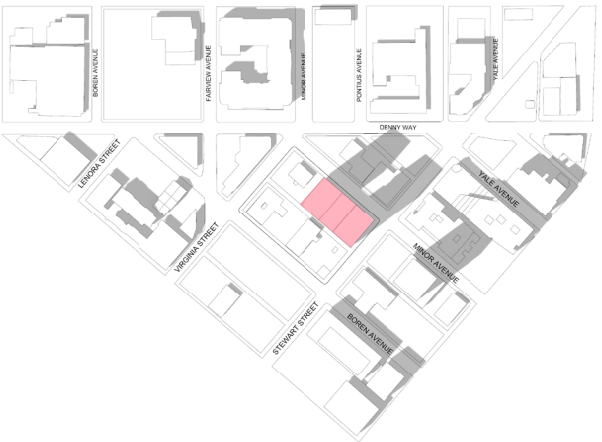 BOREN AVENUE
FAIRVIEW AVENUE
MINOR AVENUE
PONTIUS AVENUE
YALE AVENUE
DENNY WAY
LENORA STREET
YALE AVENUE
VIRGINIA STREET
MINOR AVENUE
STEWART STREET
BOREN AVENUE